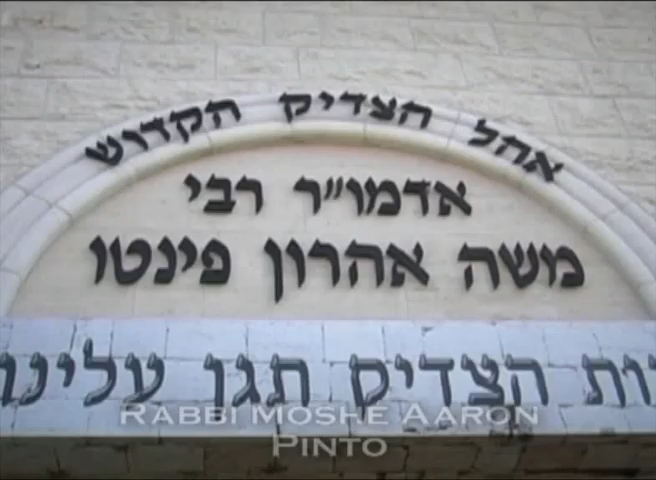 אהל הצדיק הקדוש
אדמו״ר רבי
משה אהרון פינטו
הצדיק תגן עלינו
RABBI MOSHE AARON
PINTO